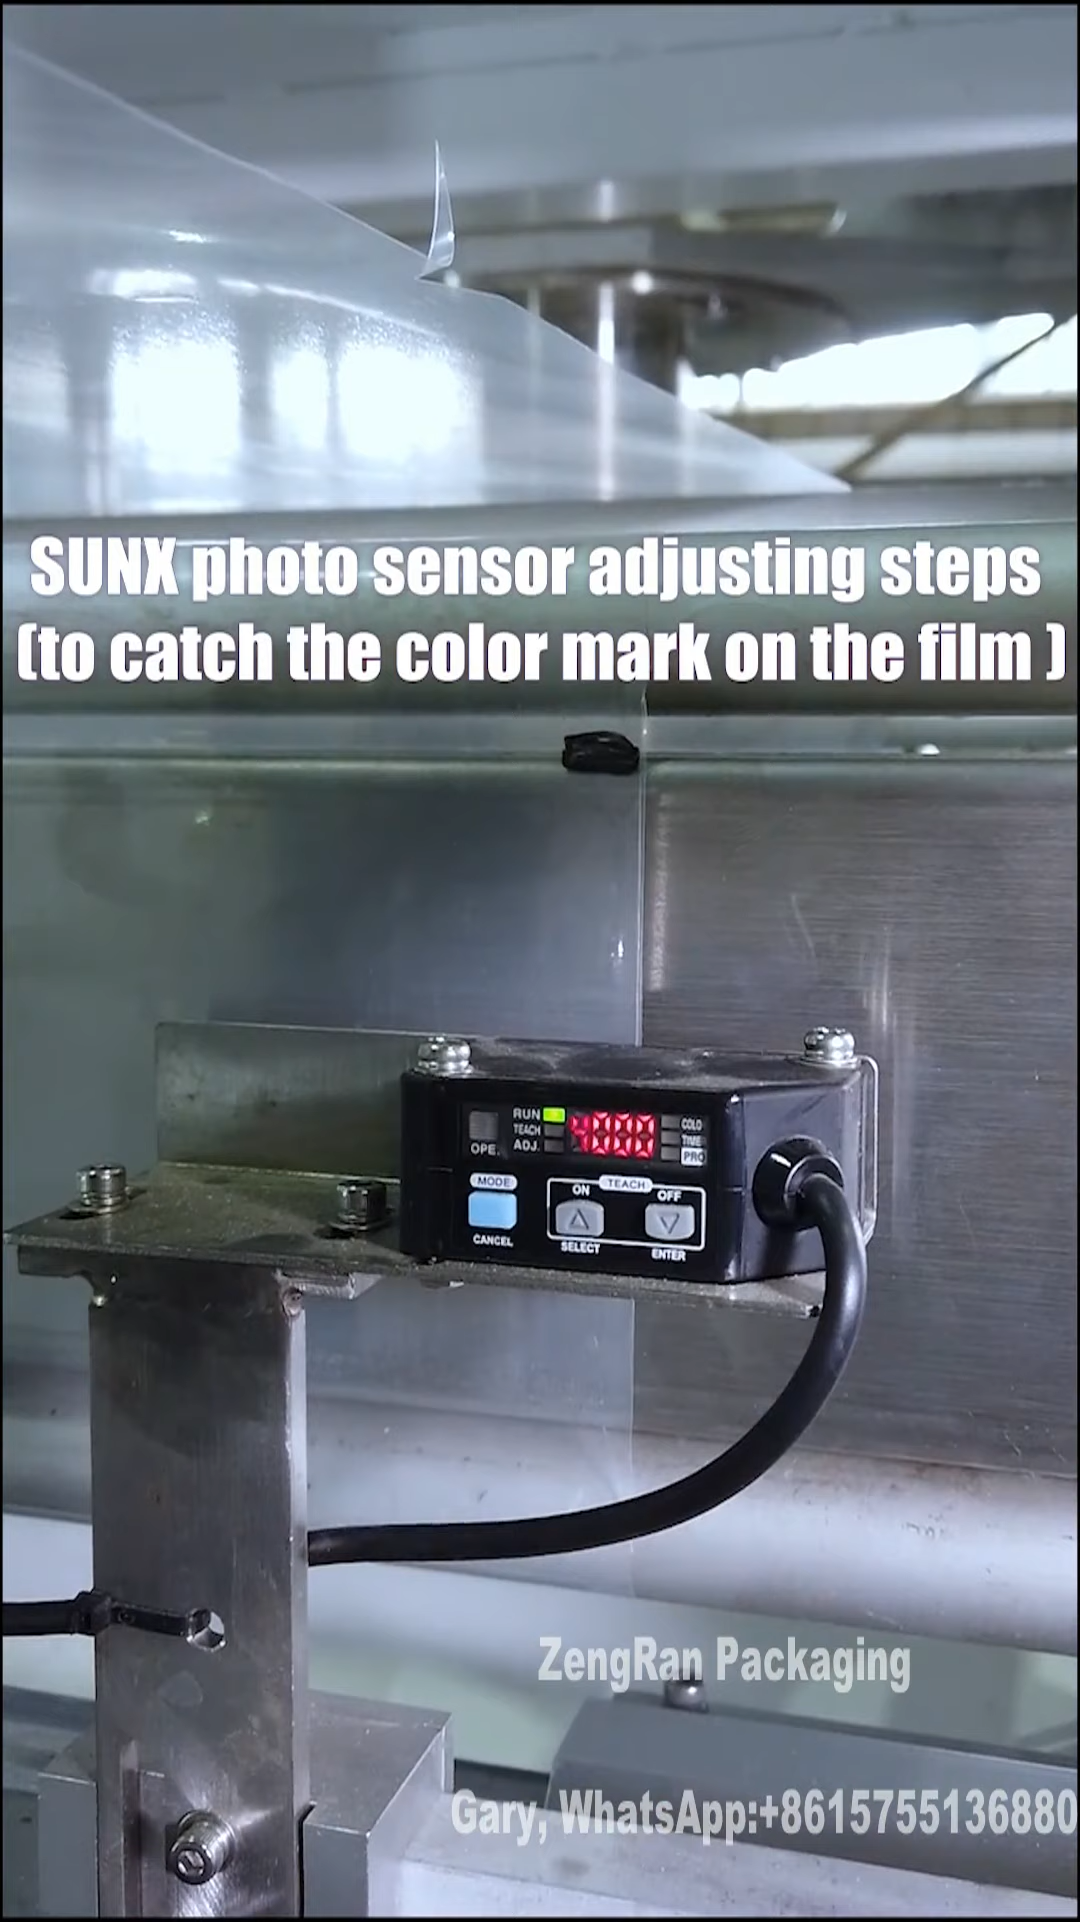 SUNX photo sensor adjusting steps
(to catch the color mark on the film )
RUN
TEACH
ADJ.
OPE.
COLO
TIME
PRO
MODE
CANCEL
TEACH
ON
OFF
SELECT
ENTER
ZengRan Packaging
Gary, WhatsApp:+8615755136880